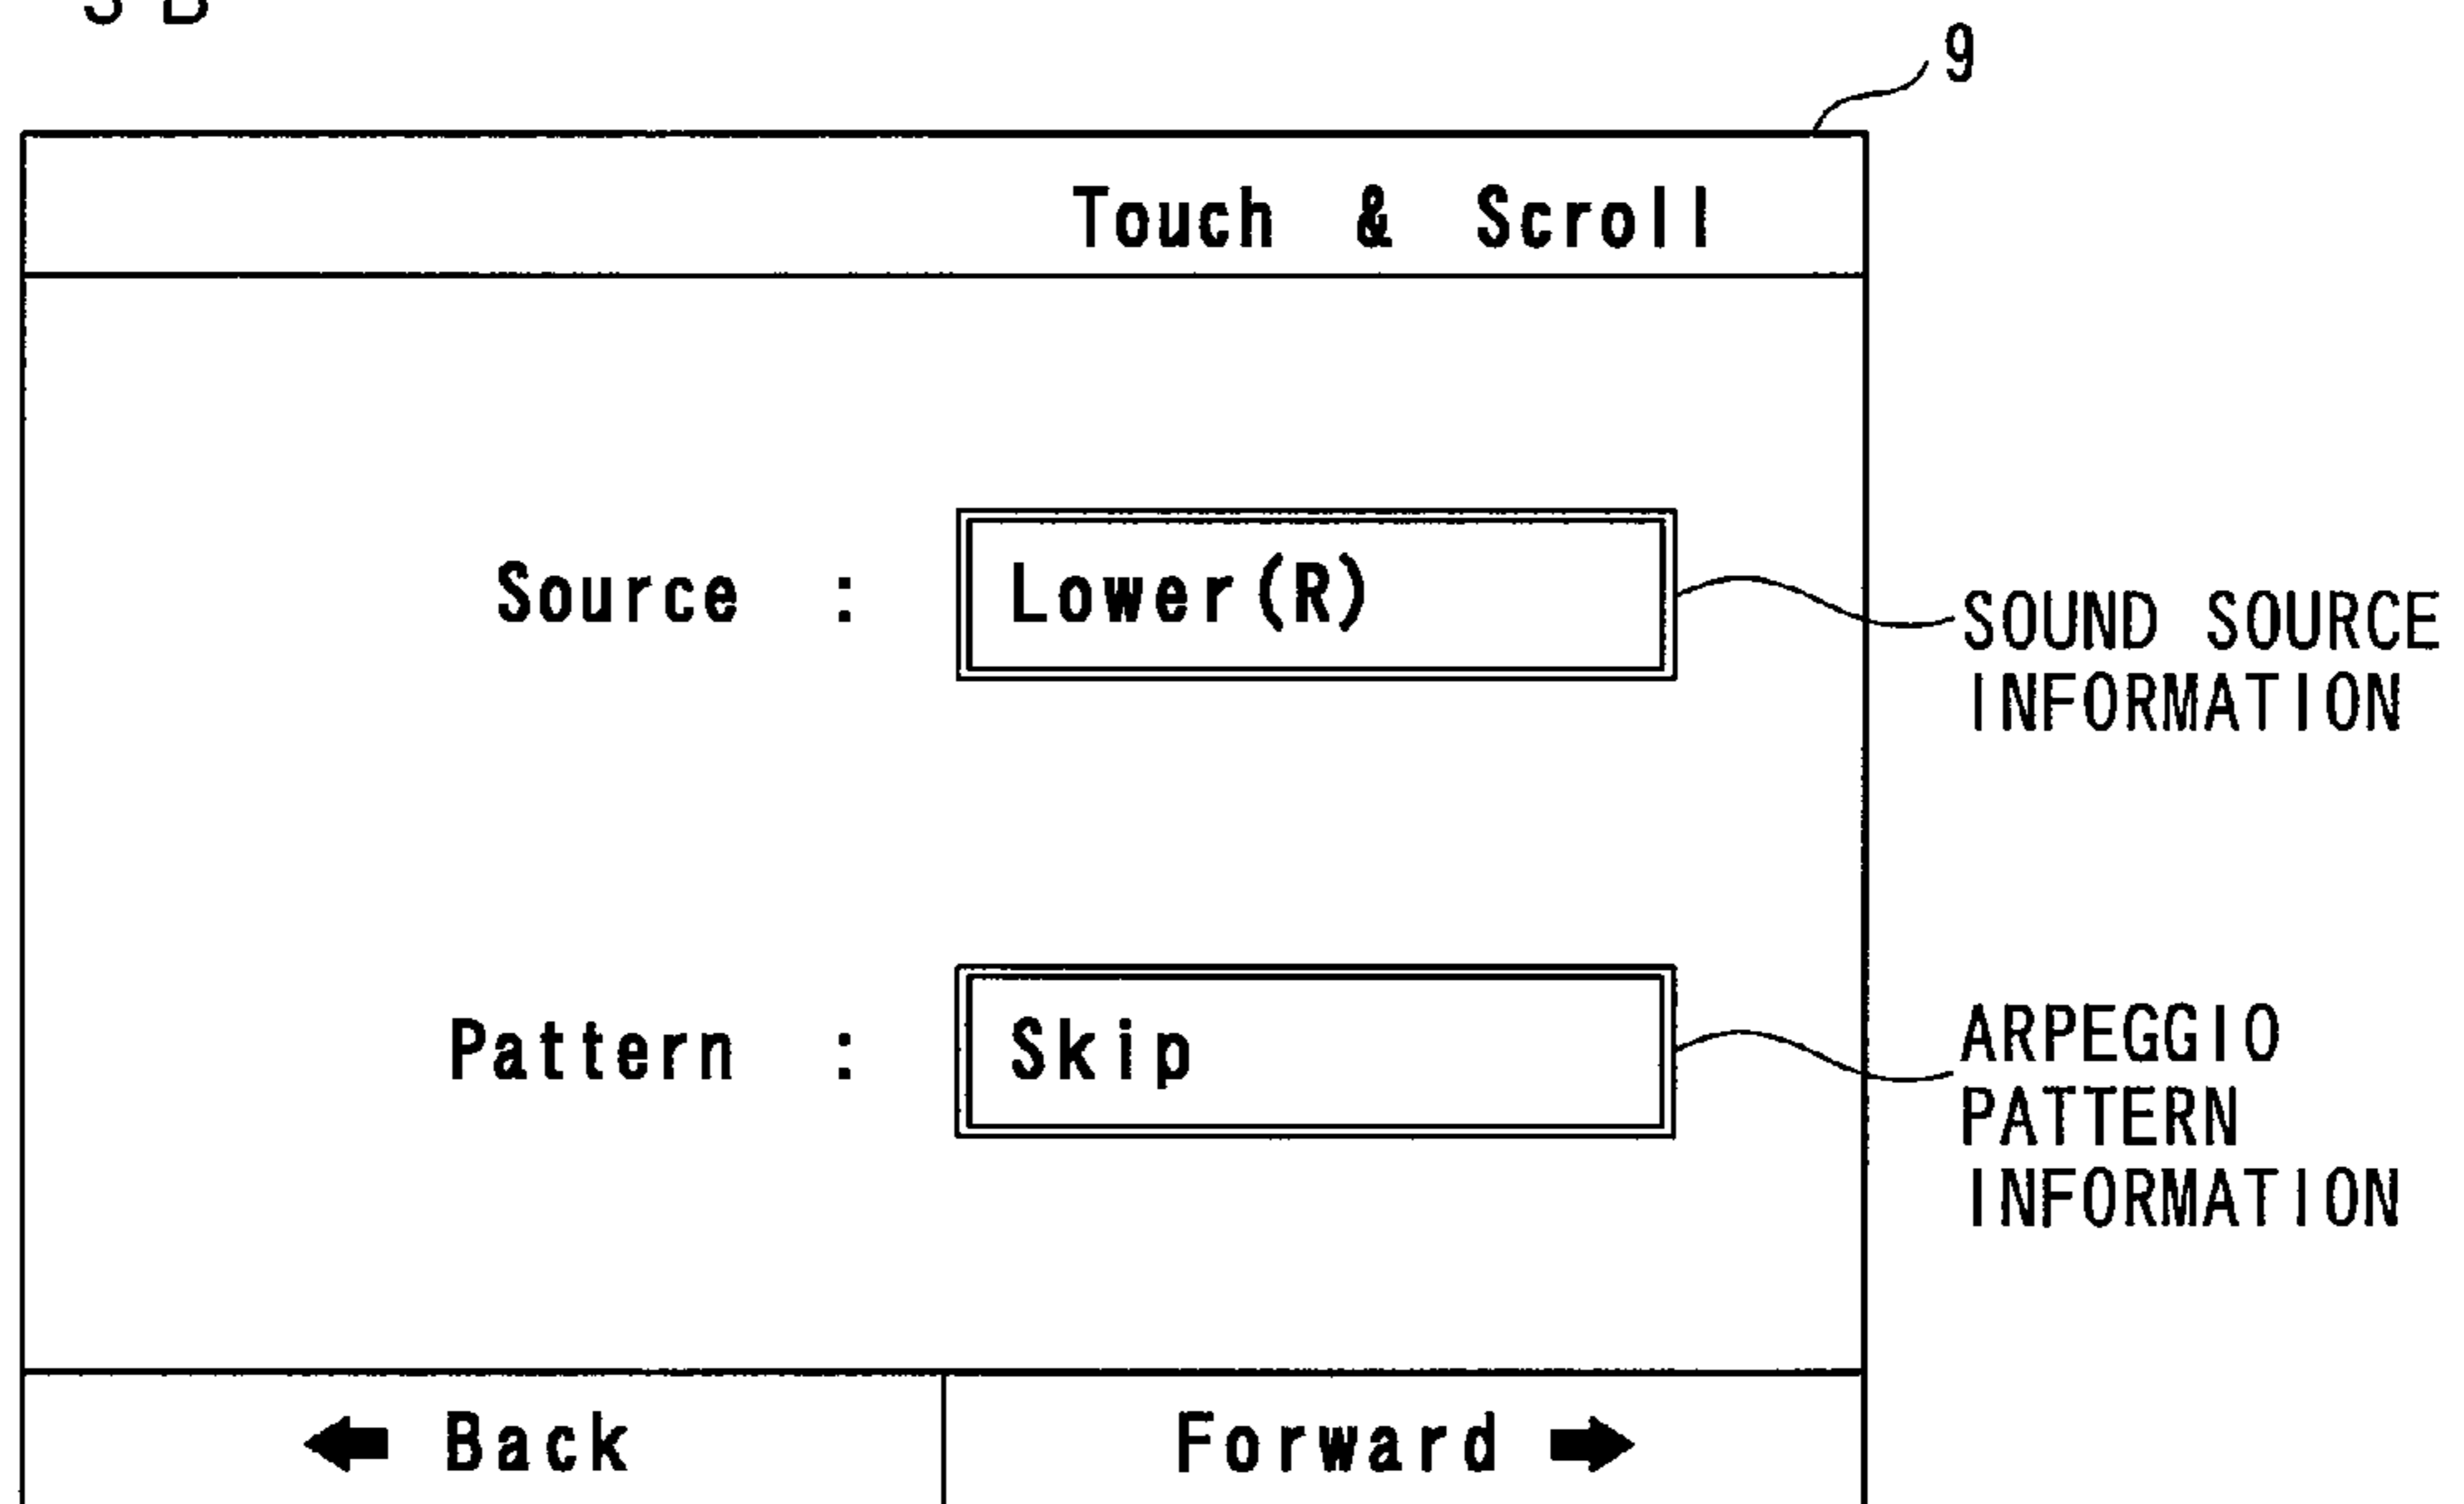 9
Touch & Scroll
Source : Lower(R)
SOUND SOURCE
INFORMATION
Pattern : Skip
ARPEGGIO
PATTERN
INFORMATION
Back
Forward